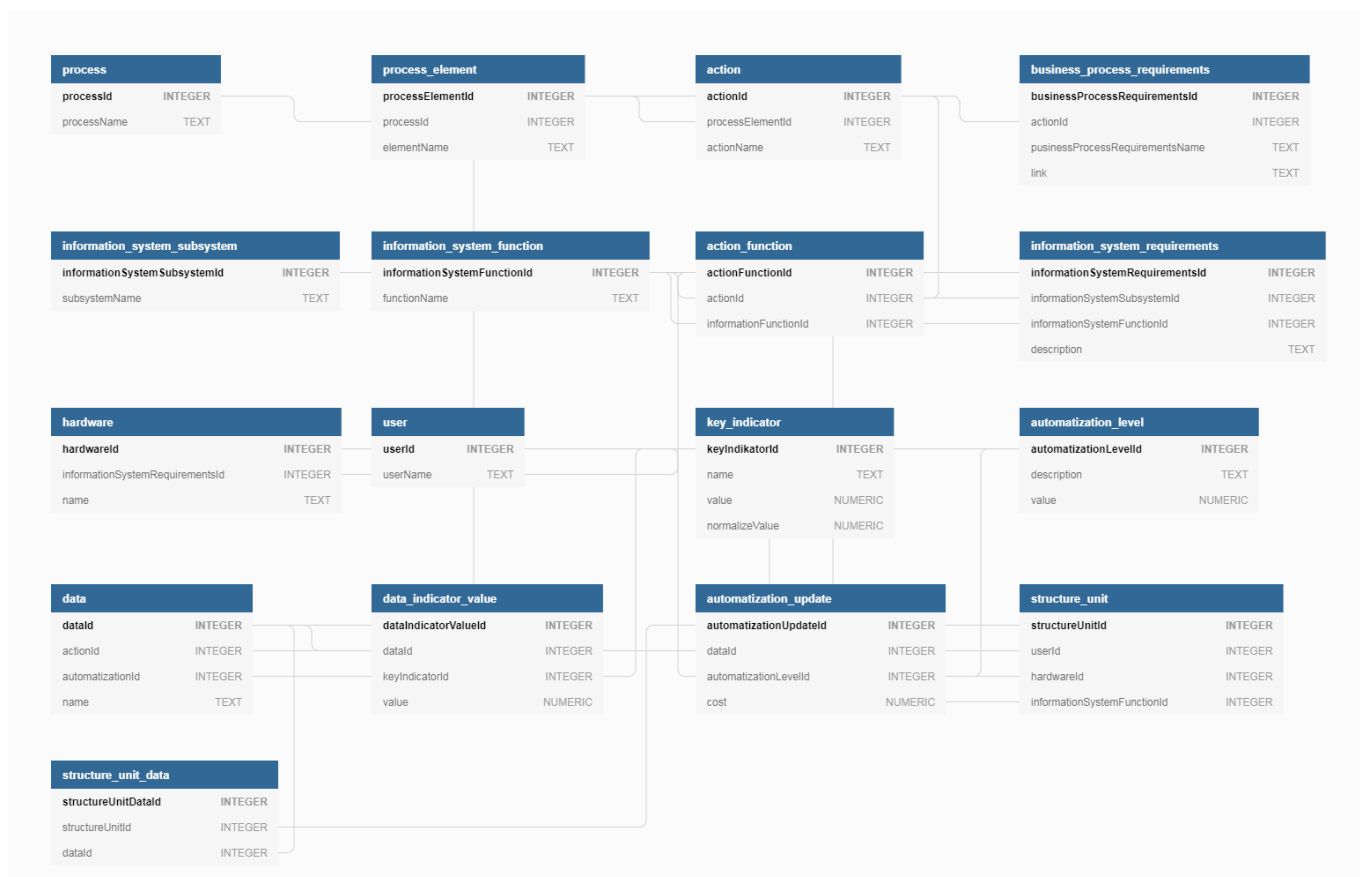 process
processId INTEGER
processName TEXT
process_element
processElementId INTEGER
processId INTEGER
elementName TEXT
action
actionId INTEGER
processElementId INTEGER
actionName TEXT
business_process_requirements
businessProcessRequirementsId INTEGER
actionId INTEGER
pusinessProcessRequirementsName TEXT
link TEXT
information_system_subsystem
informationSystemSubsystemId INTEGER
subsystemName TEXT
information_system_function
informationSystemFunctionId INTEGER
functionName TEXT
action_function
actionFunctionId INTEGER
actionId INTEGER
informationFunctionId INTEGER
information_system_requirements
informationSystemRequirementsId INTEGER
informationSystemSubsystemId INTEGER
informationSystemFunctionId INTEGER
description TEXT
hardware
hardwareId INTEGER
informationSystemRequirementsId INTEGER
name TEXT
user
userId INTEGER
userName TEXT
key_indicator
keyIndikatorId INTEGER
name TEXT
value NUMERIC
normalizeValue NUMERIC
automatization_level
automatizationLevelId INTEGER
description TEXT
value NUMERIC
data
dataId INTEGER
actionId INTEGER
automatizationId INTEGER
name TEXT
data_indicator_value
dataIndicatorValueId INTEGER
dataId INTEGER
keyIndicatorId INTEGER
value NUMERIC
automatization_update
automatizationUpdateId INTEGER
dataId INTEGER
automatizationLevelId INTEGER
cost NUMERIC
structure_unit
structureUnitId INTEGER
userId INTEGER
hardwareId INTEGER
informationSystemFunctionId INTEGER
structure_unit_data
structureUnitDataId INTEGER
structureUnitId INTEGER
dataId INTEGER